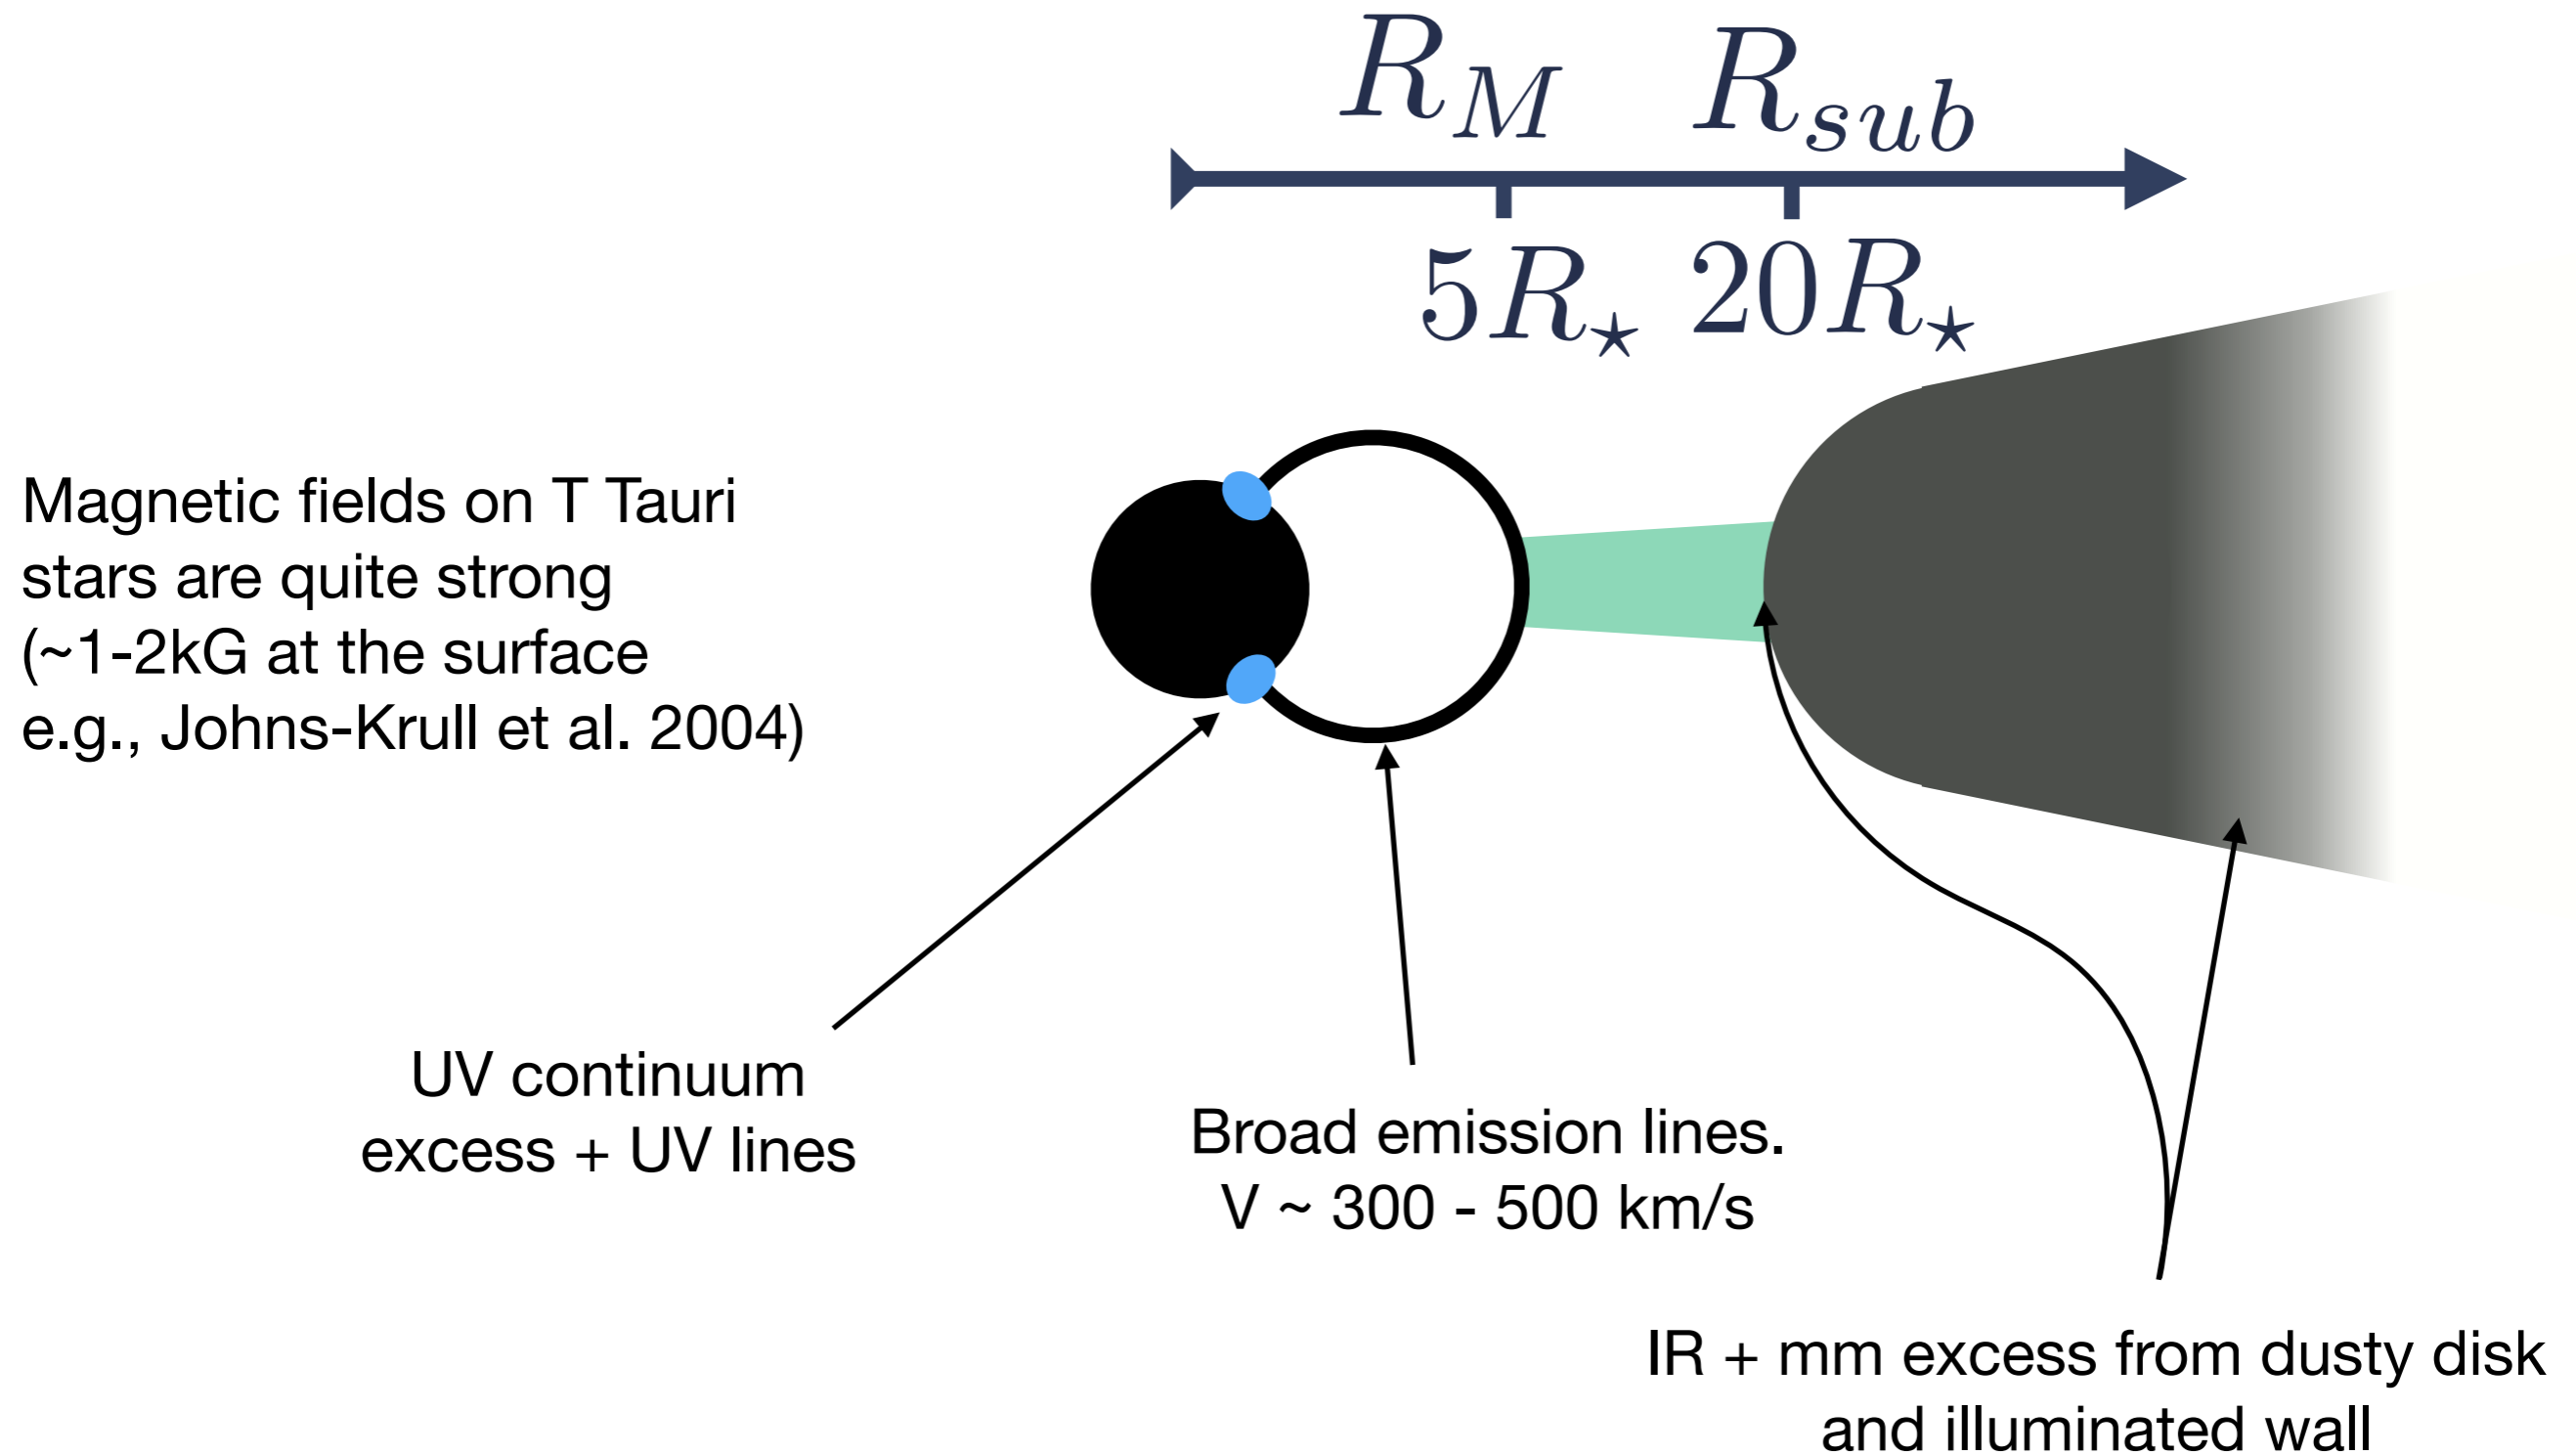 R_M R_sub
5R⋆ 20R⋆
Magnetic fields on T Tauri
stars are quite strong
(~1-2kG at the surface
e.g., Johns-Krull et al. 2004)
UV continuum
excess + UV lines
Broad emission lines.
V ~ 300 - 500 km/s
IR + mm excess from dusty disk
and illuminated wall